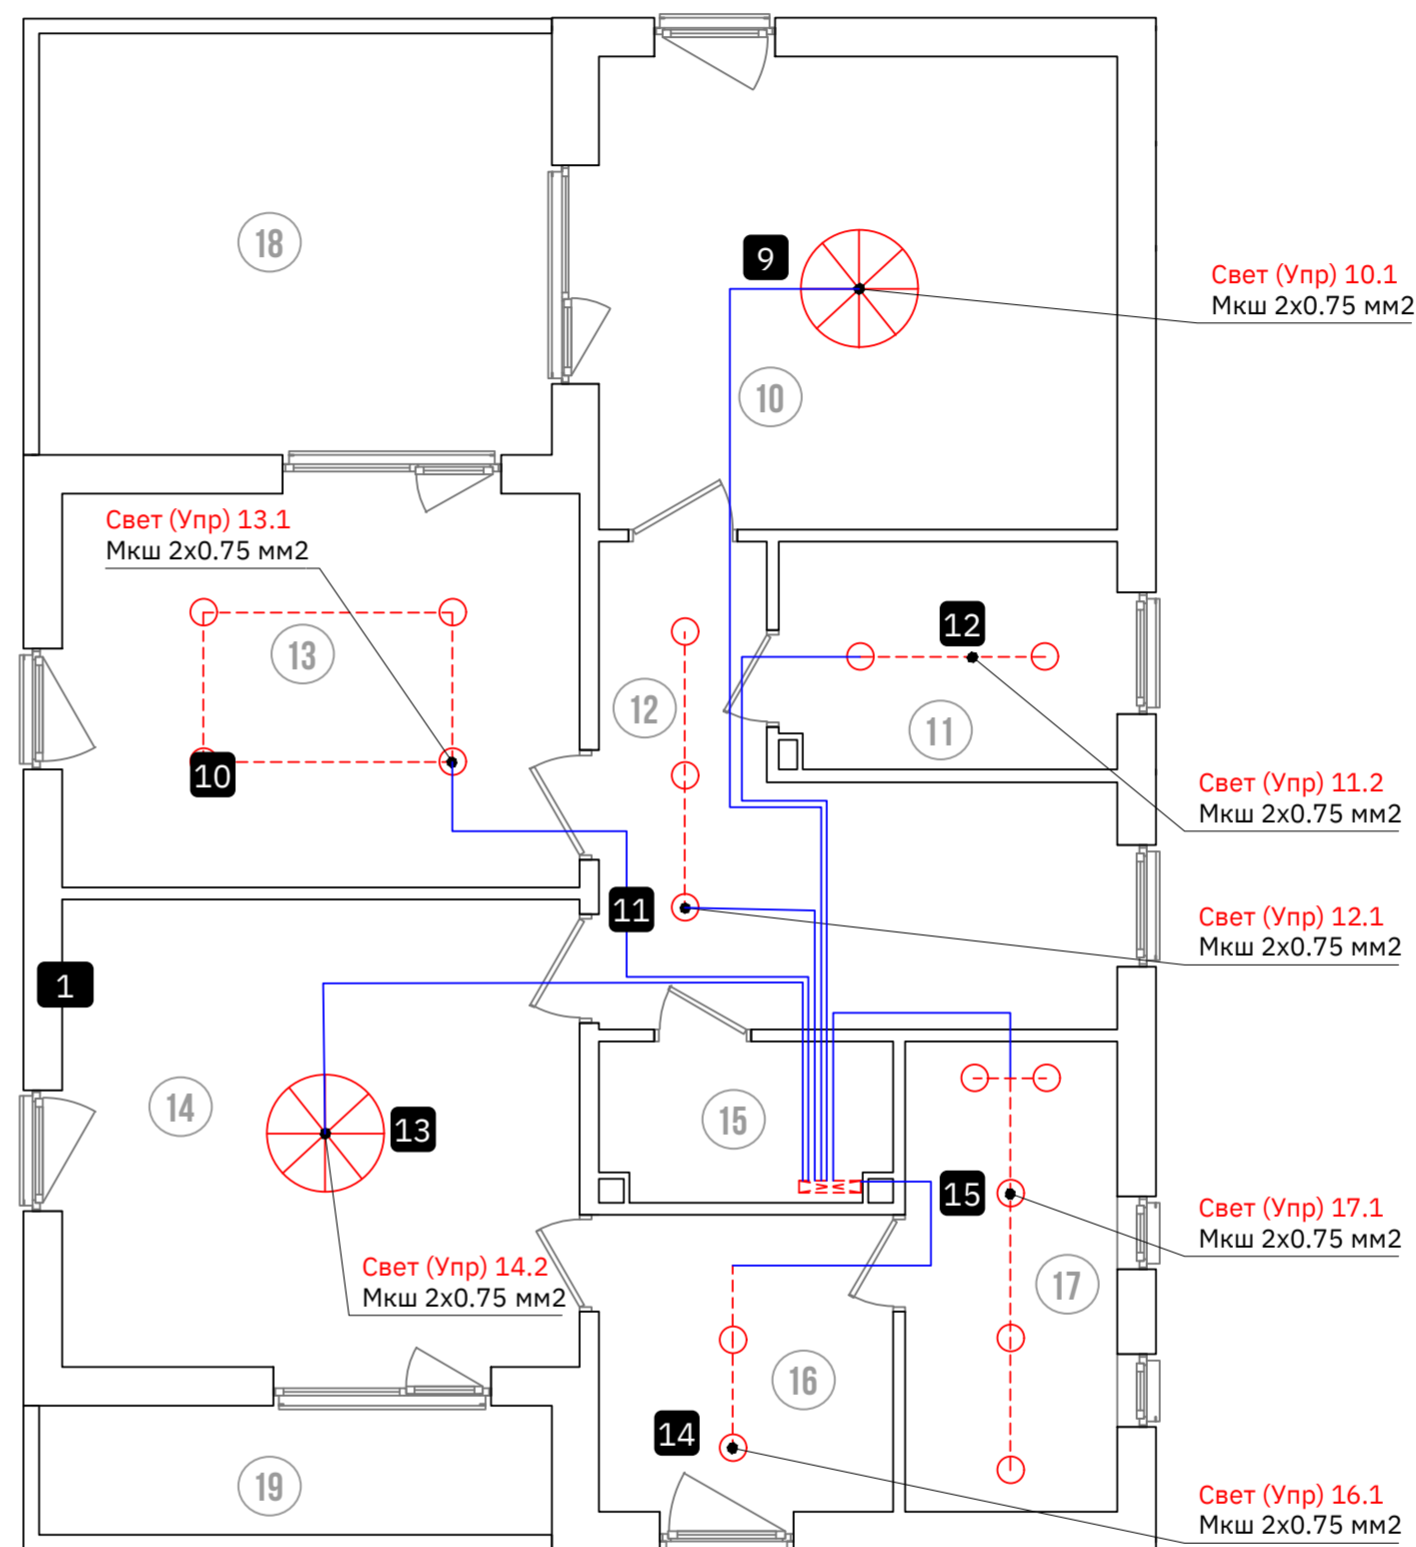 18
9
Свет (Упр) 10.1
Мкш 2х0.75 мм2
10
Свет (Упр) 13.1
Мкш 2х0.75 мм2
12
13
12
11
10
Свет (Упр) 11.2
Мкш 2х0.75 мм2
11
Свет (Упр) 12.1
Мкш 2х0.75 мм2
1
14
13
15
15
Свет (Упр) 17.1
Мкш 2х0.75 мм2
Свет (Упр) 14.2
Мкш 2х0.75 мм2
17
16
14
19
Свет (Упр) 16.1
Мкш 2х0.75 мм2